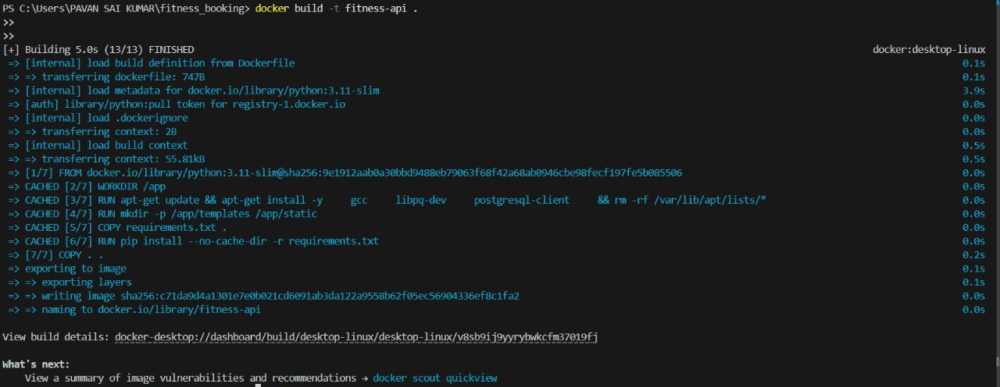 PS C:\Users\PAVAN SAI KUMAR\fitness_booking> docker build -t fitness-api .
>>
>>
[+] Building 5.0s (13/13) FINISHED docker:desktop-linux
=> [internal] load build definition from Dockerfile 0.1s
=> => transferring dockerfile: 747B 0.1s
=> [internal] load metadata for docker.io/library/python:3.11-slim 3.9s
=> [auth] library/python:pull token for registry-1.docker.io 0.0s
=> [internal] load .dockerignore 0.0s
=> => transferring context: 2B 0.0s
=> [internal] load build context 0.5s
=> => transferring context: 55.81kB 0.5s
=> [1/7] FROM docker.io/library/python:3.11-slim@sha256:9e1912aab0a30bbd9488eb79063f68f42a68ab0946cbe98fecf197fe5b085506 0.0s
=> CACHED [2/7] WORKDIR /app 0.0s
=> CACHED [3/7] RUN apt-get update && apt-get install -y gcc libpq-dev postgresql-client && rm -rf /var/lib/apt/lists/* 0.0s
=> CACHED [4/7] RUN mkdir -p /app/templates /app/static 0.0s
=> CACHED [5/7] COPY requirements.txt . 0.0s
=> CACHED [6/7] RUN pip install --no-cache-dir -r requirements.txt 0.0s
=> [7/7] COPY . . 0.2s
=> exporting to image 0.1s
=> => exporting layers 0.1s
=> => writing image sha256:c71da9d4a1301e7e0b021cd6091ab3da122a9558b62f05ec56904336ef8c1fa2 0.0s
=> => naming to docker.io/library/fitness-api 0.0s
View build details: docker-desktop://dashboard/build/desktop-linux/desktop-linux/v8sb9ij9yyrybwkcfm37019fj
What's next:
View a summary of image vulnerabilities and recommendations → docker scout quickview